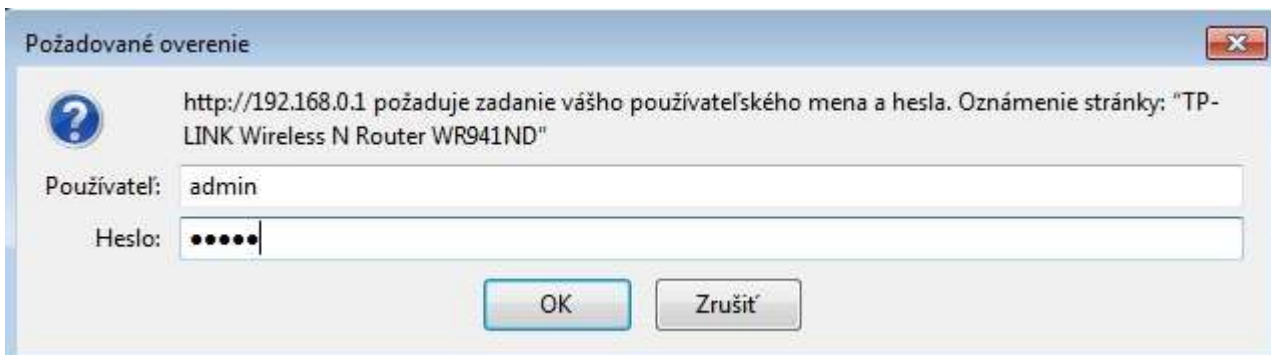 Požadované overenie
http://192.168.0.1 požaduje zadanie vášho používateľského mena a hesla. Oznámenie stránky: “TP-
LINK Wireless N Router WR941ND”
Používateľ: admin
Heslo: •••••
OK Zrušiť